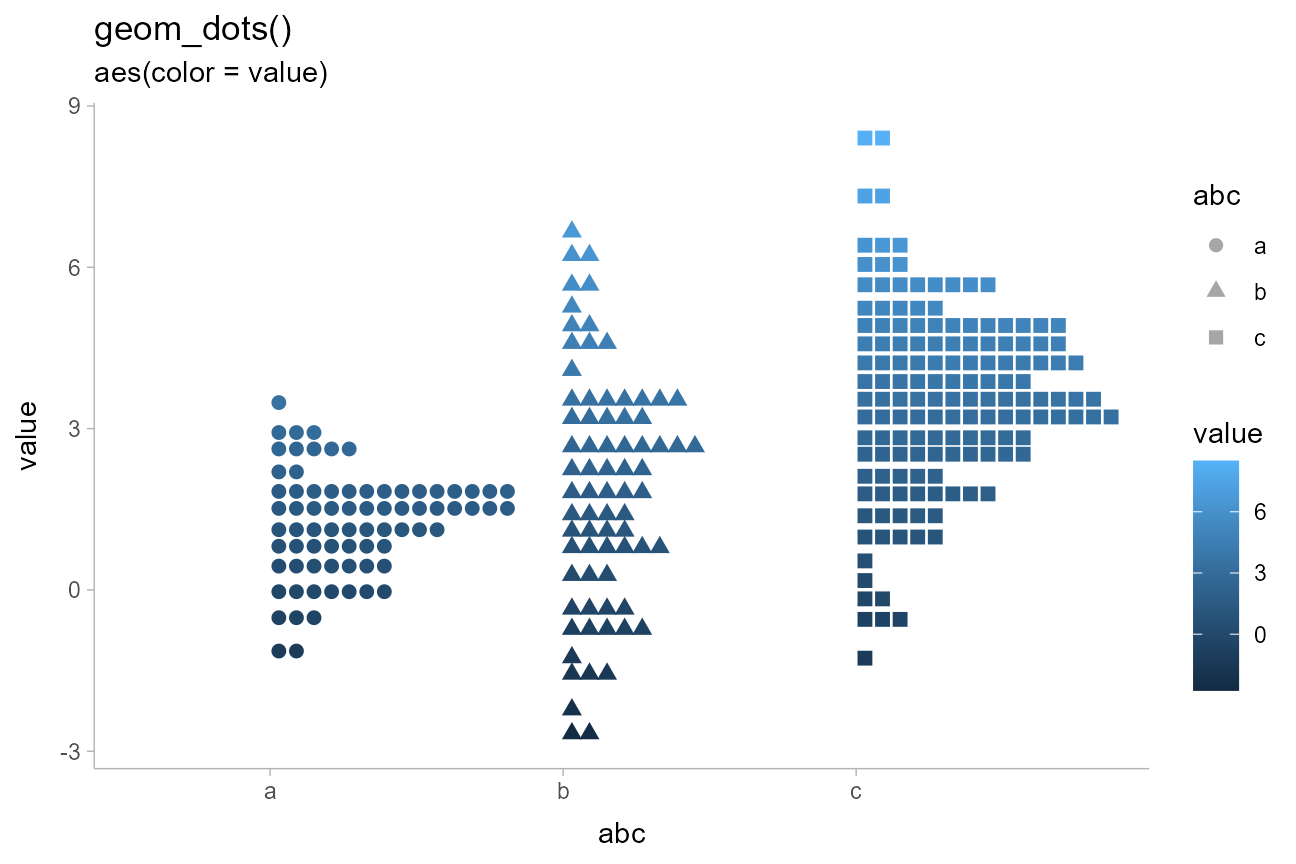 geom_dots()
aes(color = value)
9
6
3
0
-3
value
a
b
c
abc
abc
a
b
c
value
6
3
0